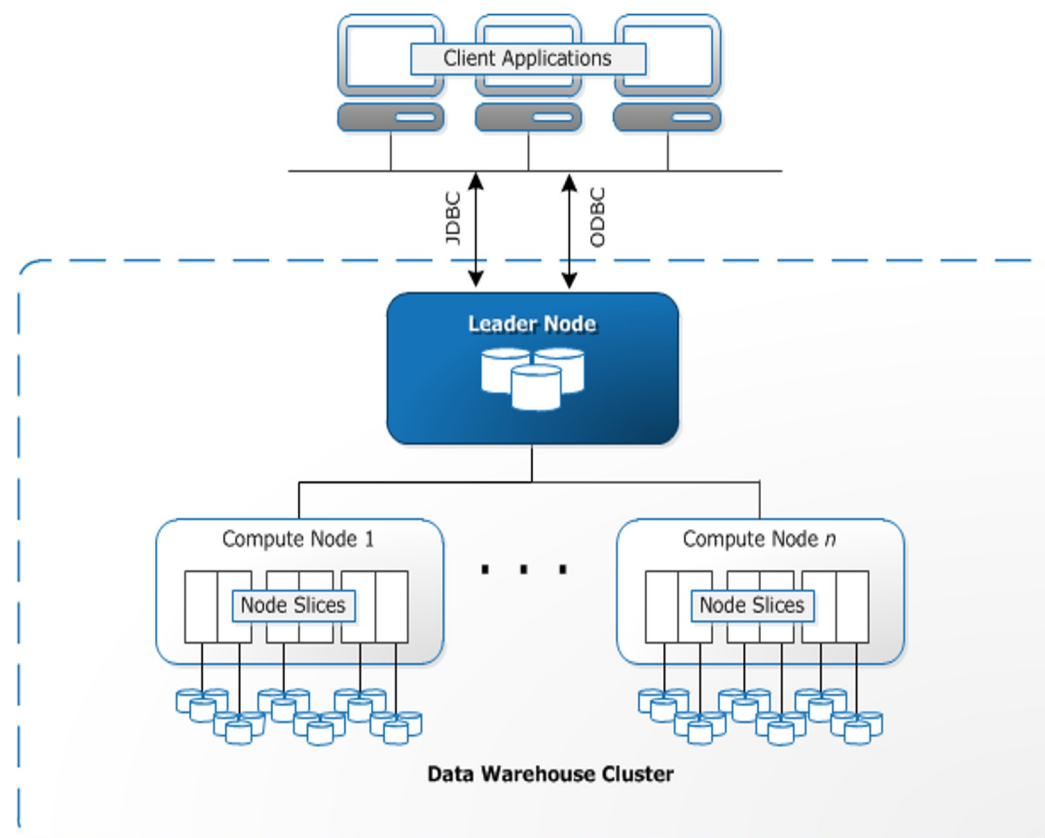 Client Applications
JDBC
ODBC
Leader Node
Compute Node 1
Compute Node n
. . .
Node Slices
Node Slices
Data Warehouse Cluster